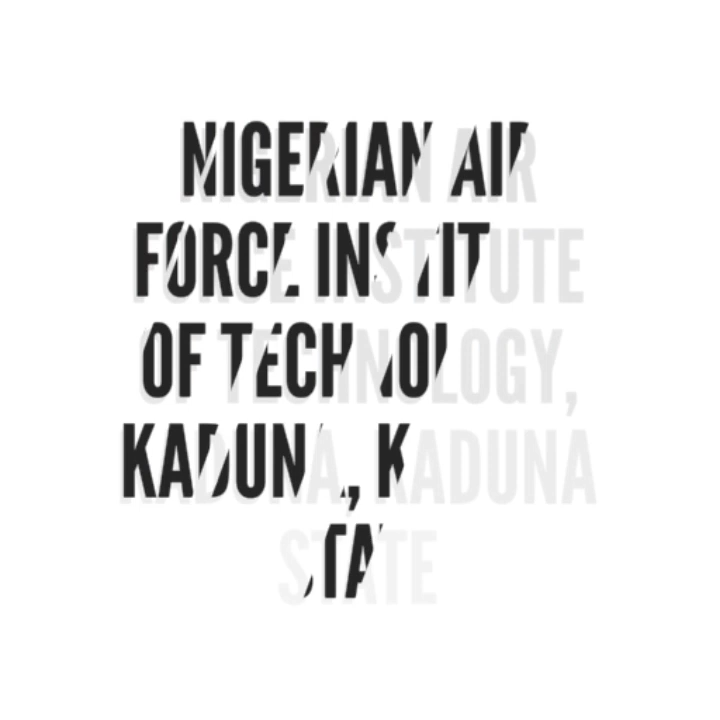 NIGERIAN AIR
FORCE INSTITUTE
OF TECHNOLOGY,
KADUNA, KADUNA
STATE